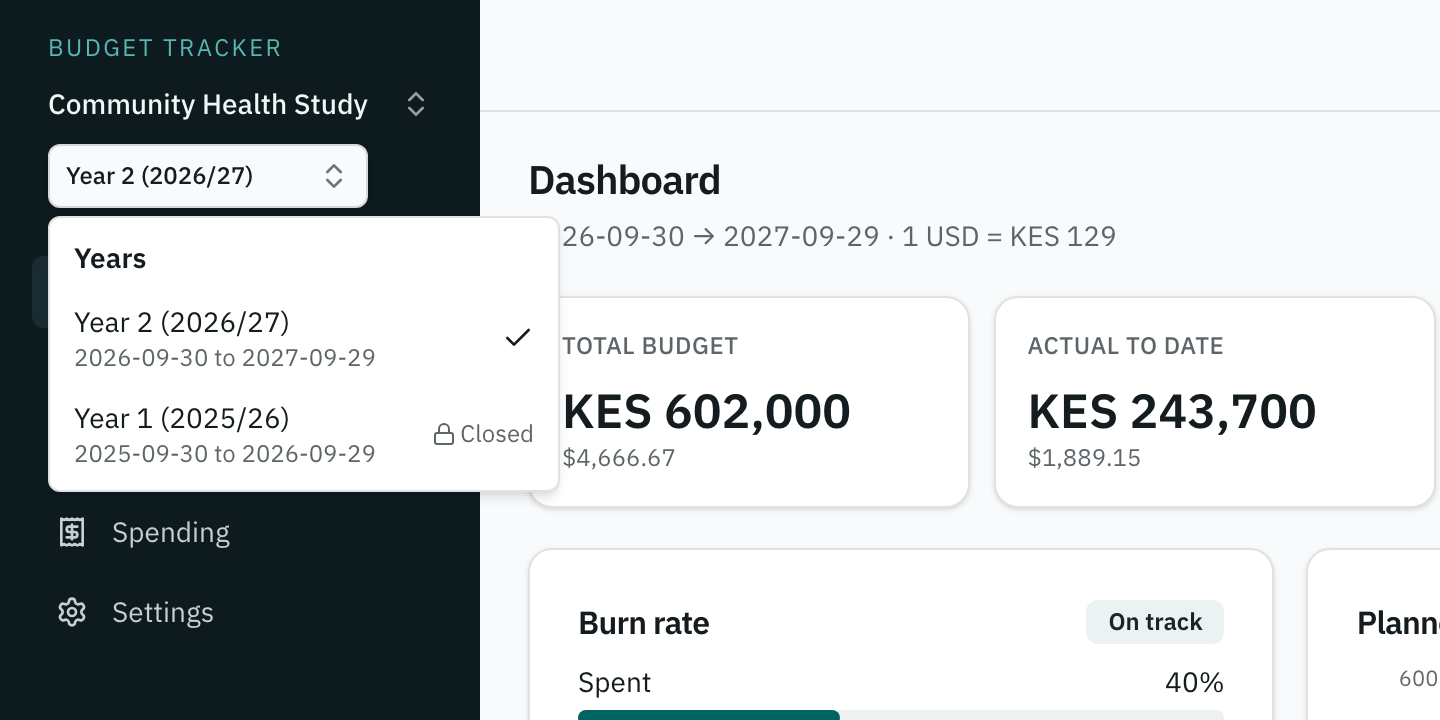 BUDGET TRACKER
Community Health Study
Year 2 (2026/27)
Years
Year 2 (2026/27)
2026-09-30 to 2027-09-29
Year 1 (2025/26)
2025-09-30 to 2026-09-29
Closed
Spending
Settings
Dashboard
26-09-30 → 2027-09-29 · 1 USD = KES 129
TOTAL BUDGET
KES 602,000
$4,666.67
ACTUAL TO DATE
KES 243,700
$1,889.15
Burn rate
On track
Spent
40%
600